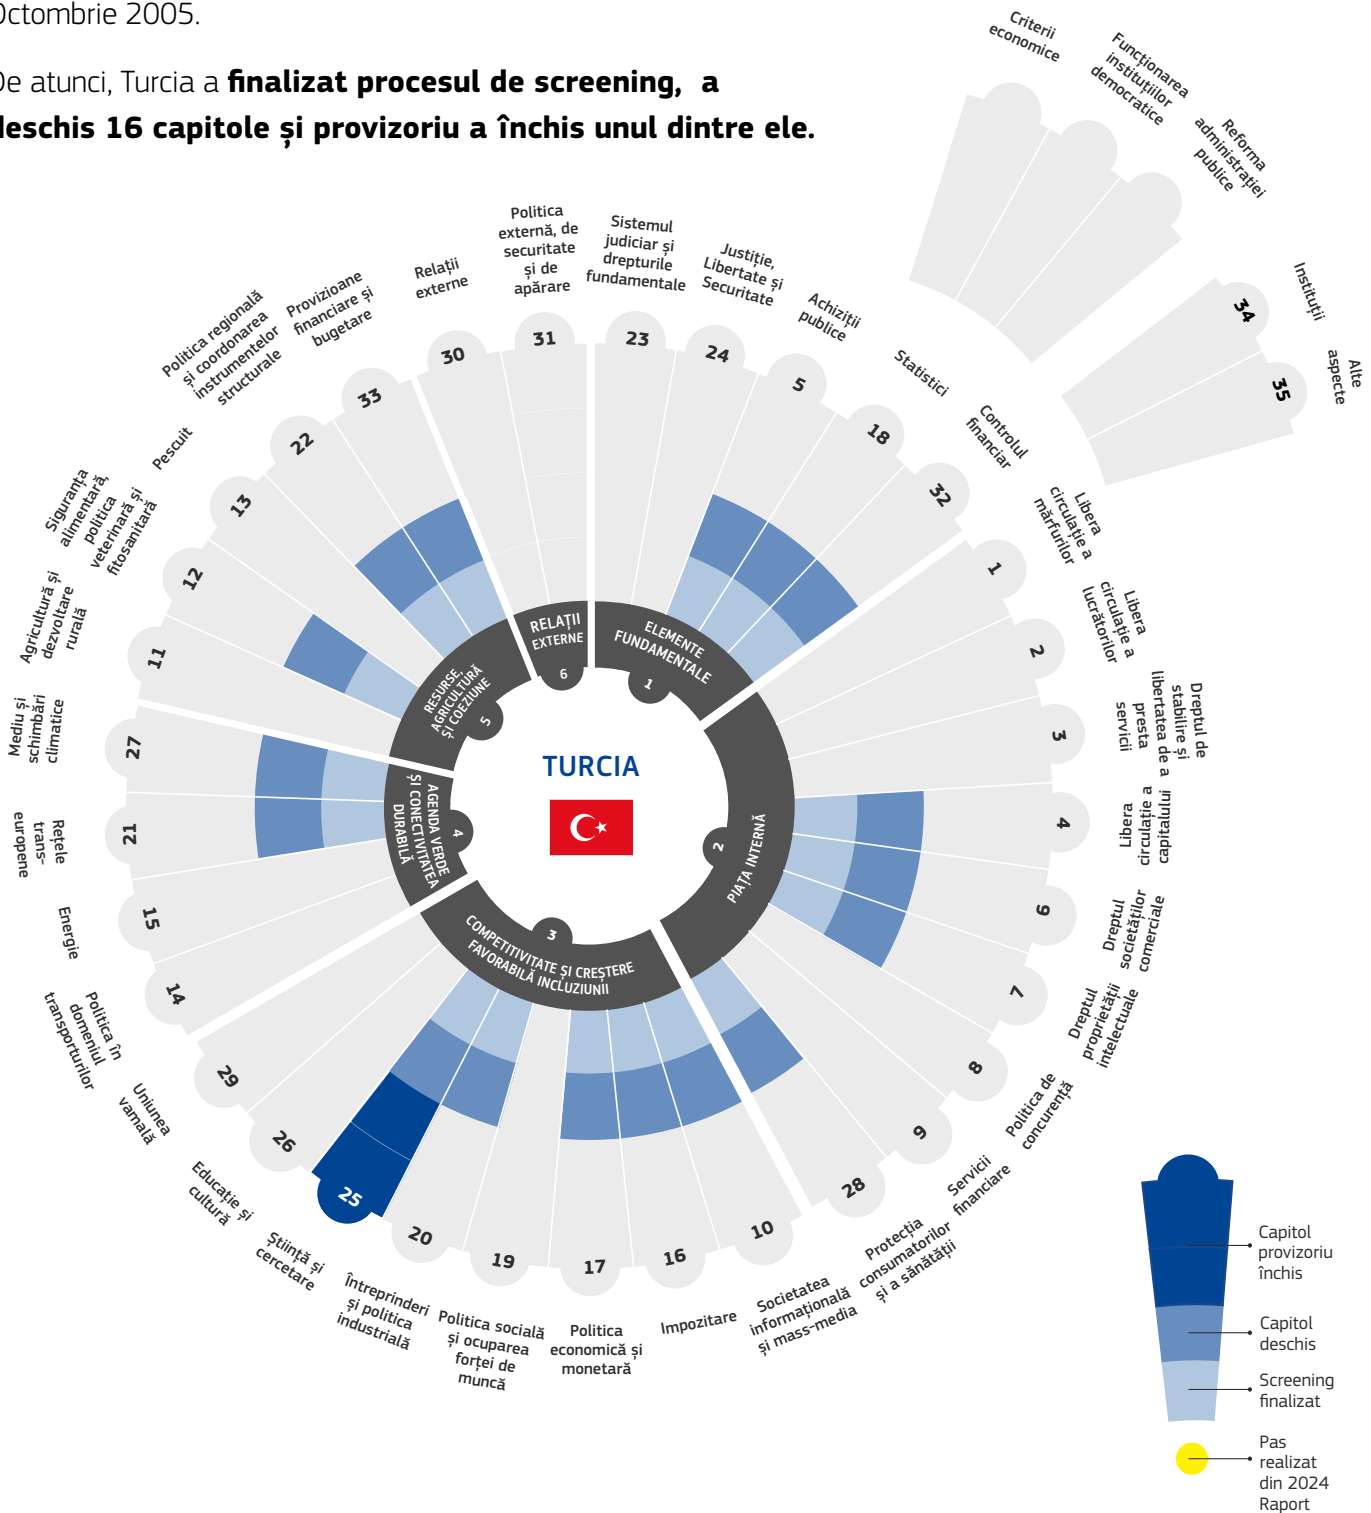 Octombrie 2005.
De atunci, Turcia a finalizat procesul de screening, a
deschis 16 capitole și provizoriu a închis unul dintre ele.
Criterii
economice
Funcționarea
instituțiilor
democratice
Reforma
administrației
publice
34
Instituții
35
Alte
aspecte
Sistemul
judiciar și
drepturile
fundamentale
23
Justiție,
Libertate și
Securitate
24
Achiziții
publice
5
Statistici
18
Controlul
financiar
32
Libera
circulație a
mărfurilor
1
Libera
circulație a
lucrătorilor
2
Dreptul de
stabilire și
libertatea de a
presta
servicii
3
Libera
circulație a
capitalului
4
Dreptul
societăților
comerciale
6
Dreptul
proprietății
intelectuale
7
Politica de
concurență
8
Servicii
financiare
9
Protecția
consumatorilor
și a sănătății
28
Societatea
informațională
și mass-media
10
Impozitare
16
Politica
economică și
monetară
17
Politica socială
și ocuparea
forței de
muncă
19
Întreprinderi
și politica
industrială
20
Știință și
cercetare
25
Educație și
cultură
26
Uniunea
vamală
29
Politica în
domeniul
transporturilor
14
Energie
15
Rețele
trans-
europene
21
Mediu și
schimbări
climatice
27
Agricultură și
dezvoltare
rurală
11
Siguranța
alimentară,
politica
veterinară și
fitosanitară
12
Pescuit
13
Politica regională
și coordonarea
instrumentelor
structurale
22
Provizioane
financiare și
bugetare
33
Relații
externe
30
Politica
externă, de
securitate
și de
apărare
31
ELEMENTE
FUNDAMENTALE
1
PIAȚA INTERNĂ
2
COMPETITIVITATE ȘI CREȘTERE
FAVORABILĂ INCLUZIUNII
3
AGENDA VERDE
ȘI CONECTIVITATEA
DURABILĂ
4
RESURSE,
AGRICULTURĂ
ȘI COEZIUNE
5
RELAȚII
EXTERNE
6
TURCIA
Capitol
provizoriu
închis
Capitol
deschis
Screening
finalizat
Pas
realizat
din 2024
Raport